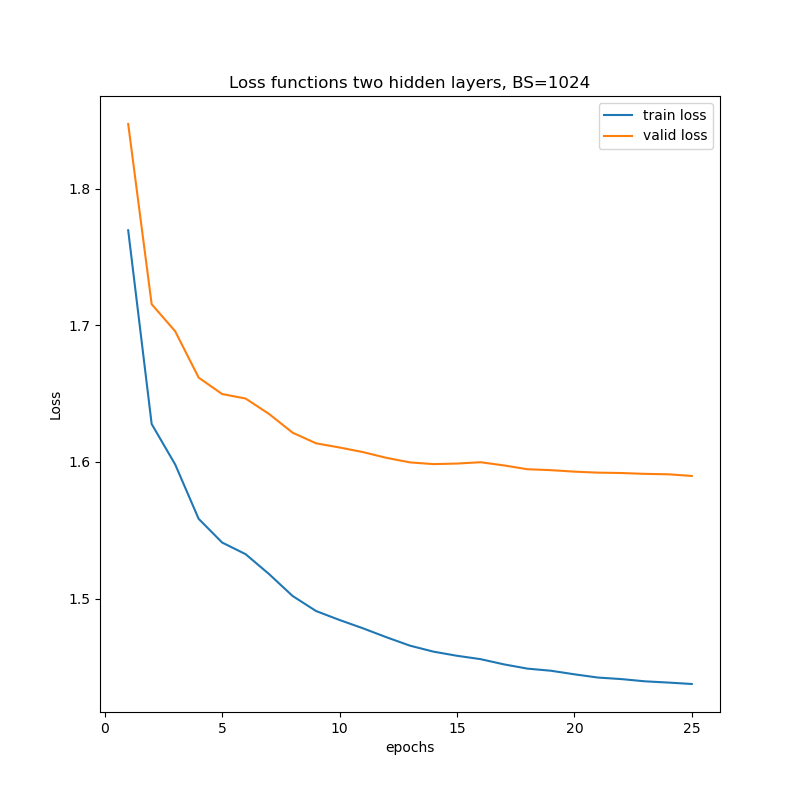 Loss functions two hidden layers, BS=1024
train loss
valid loss
1.8
1.7
1.6
1.5
Loss
0 5 10 15 20 25
epochs